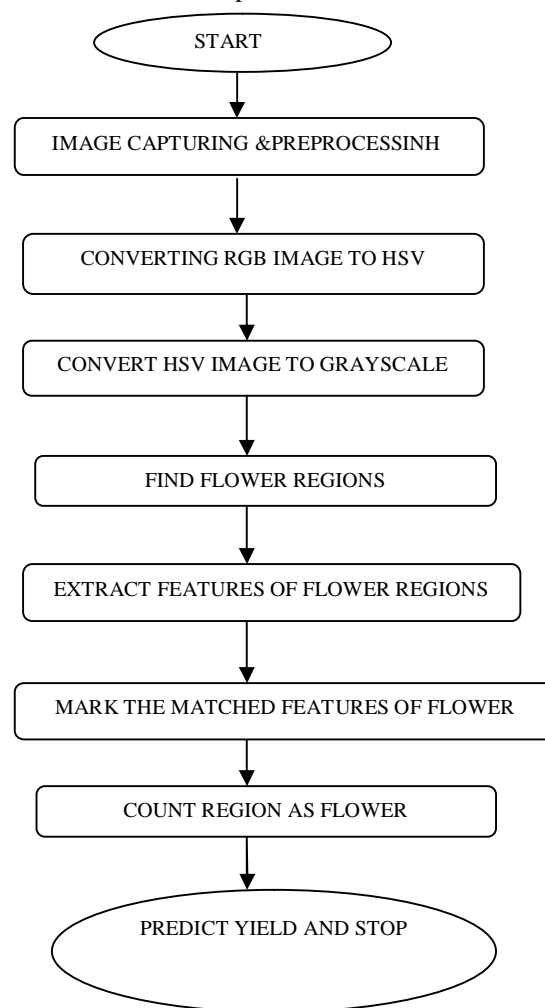 START
IMAGE CAPTURING &PREPROCESSINH
CONVERTING RGB IMAGE TO HSV
CONVERT HSV IMAGE TO GRAYSCALE
FIND FLOWER REGIONS
EXTRACT FEATURES OF FLOWER REGIONS
MARK THE MATCHED FEATURES OF FLOWER
COUNT REGION AS FLOWER
PREDICT YIELD AND STOP